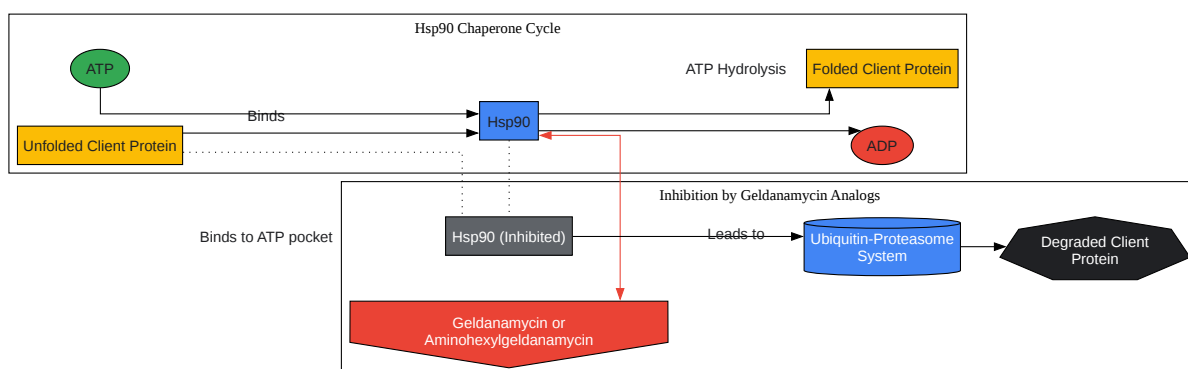 Hsp90 Chaperone Cycle
ATP
ATP Hydrolysis
Folded Client Protein
Binds
Hsp90
Unfolded Client Protein
ADP
Inhibition by Geldanamycin Analogs
Binds to ATP pocket
Hsp90 (Inhibited)
Leads to
Ubiquitin-Proteasome
System
Degraded Client
Protein
Geldanamycin or
Aminohexylgeldanamycin